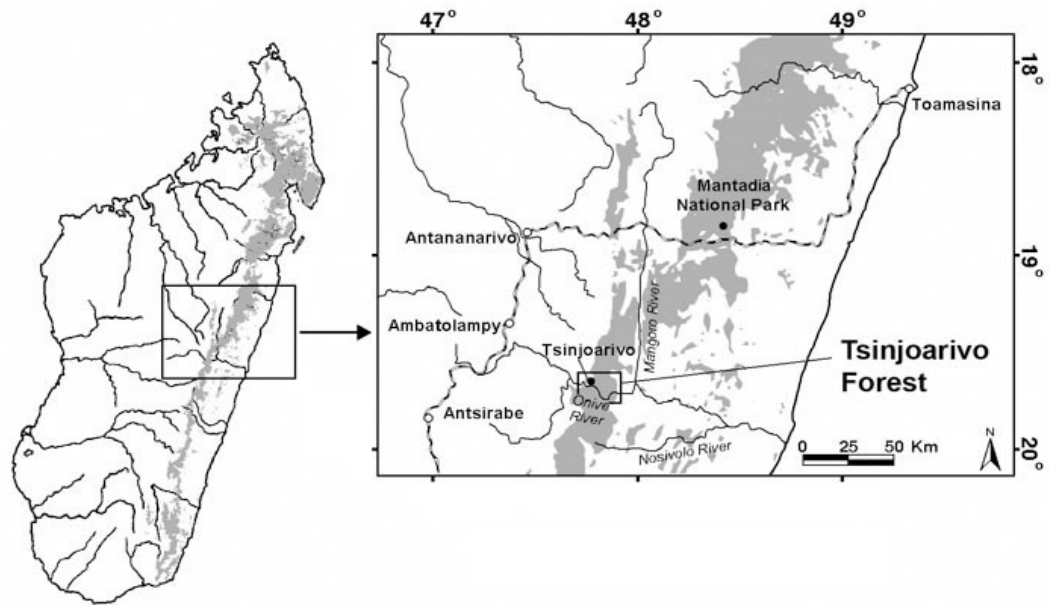 47°
48°
49°
18°
Toamasina
Mantadia
National Park
Antananarivo
19°
Ambatolampy
Mangoro River
Tsinjoarivo
Tsinjoarivo
Forest
Onive
River
Antsirabe
Nosivolo River
0 25 50 Km
N
20°